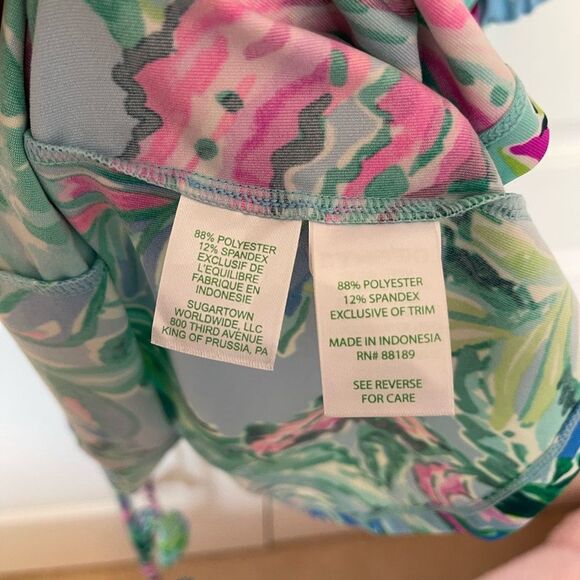 88% POLYESTER
12% SPANDEX
EXCLUSIF DE
L'EQUILIBRE
FABRIQUE EN
INDONESIE
SUGARTOWN
WORLDWIDE, LLC
800 THIRD AVENUE
KING OF PRUSSIA, PA
88% POLYESTER
12% SPANDEX
EXCLUSIVE OF TRIM
MADE IN INDONESIA
RN# 88189
SEE REVERSE
FOR CARE